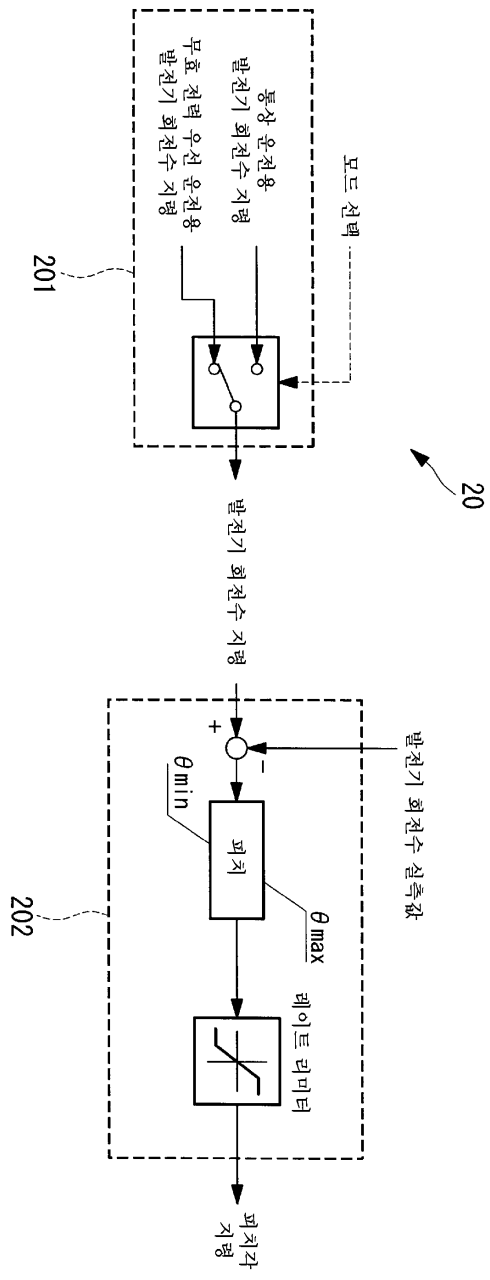 20
모드 선택
통상 운전용
발전기 회전수 지령
무효 전력 우선 운전용
발전기 회전수 지령
201
발전기 회전수 지령
발전기 회전수 실측값
+
−
θmax
피치
θmin
레이트 리미터
202
피치각
지령